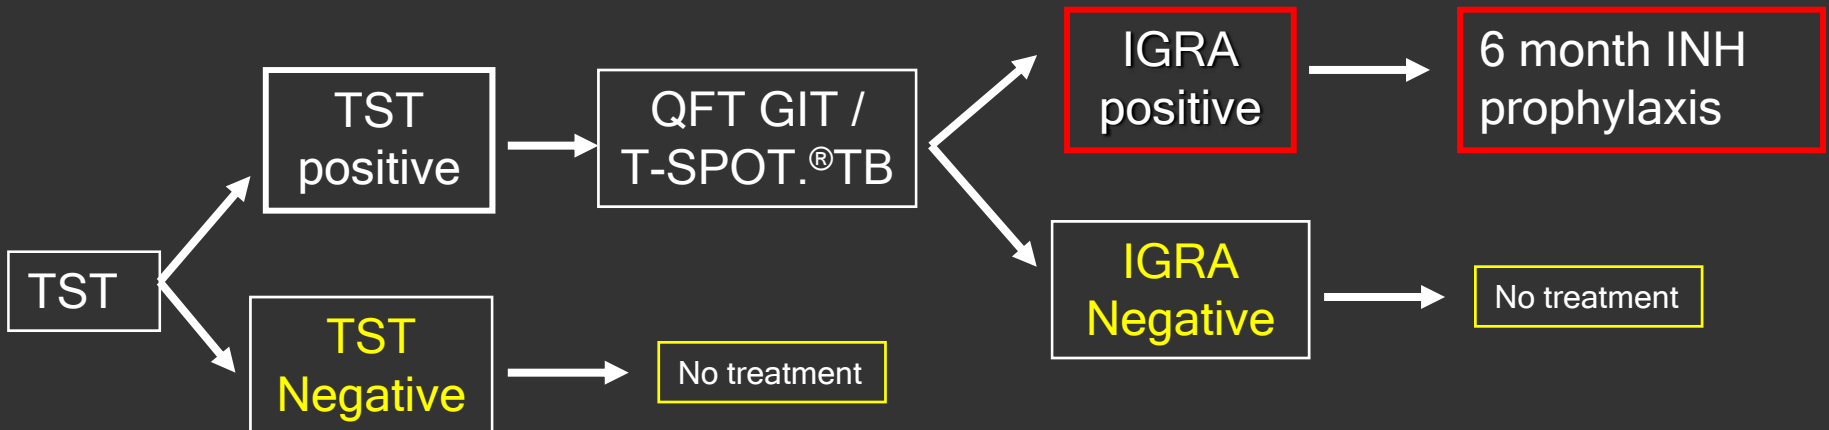 TST
TST
positive
QFT GIT /
T-SPOT.®TB
IGRA
positive
6 month INH
prophylaxis
TST
Negative
No treatment
IGRA
Negative
No treatment